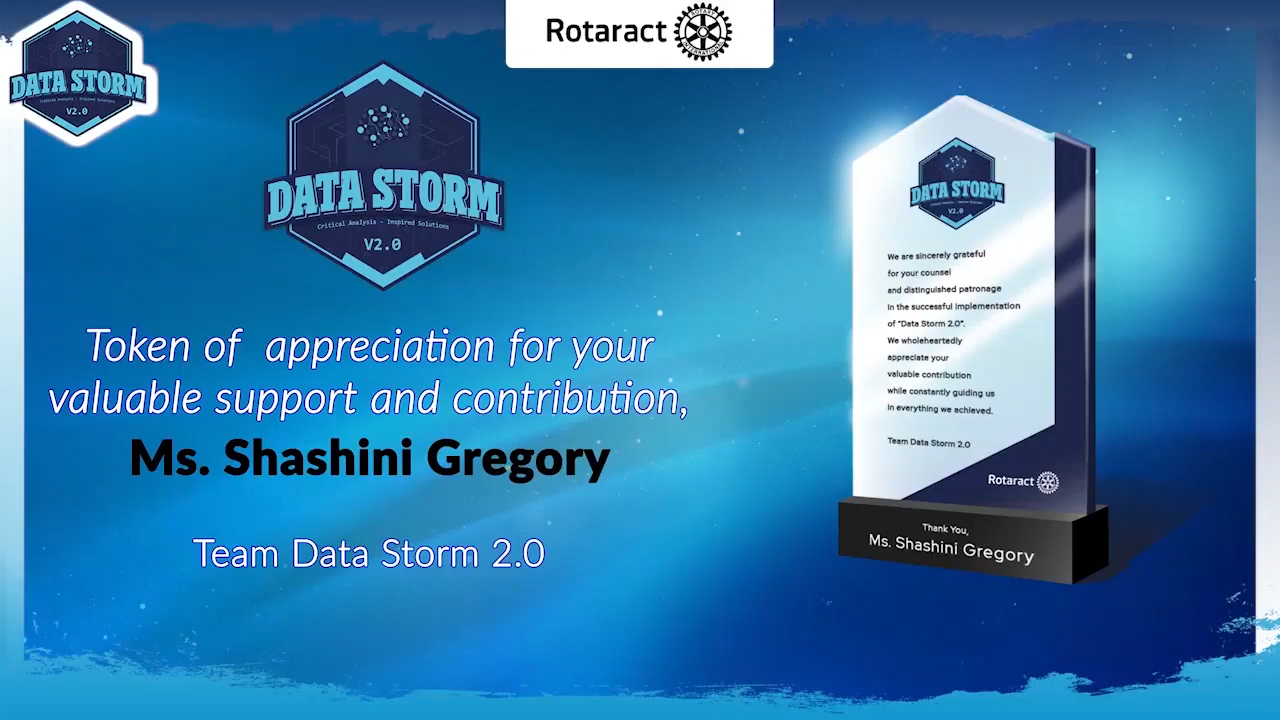 DATA STORM
Critical Analysis - Inspired Solutions
V2.0
Rotaract
ROTARY
INTERNATIONAL
DATA STORM
Critical Analysis - Inspired Solutions
V2.0
Token of appreciation for your
valuable support and contribution,
Ms. Shashini Gregory
Team Data Storm 2.0
DATA STORM
V2.0
We are sincerely grateful
for your counsel
and distinguished patronage
in the successful implementation
of "Data Storm 2.0".
We wholeheartedly
appreciate your
valuable contribution
while constantly guiding us
in everything we achieved.
Team Data Storm 2.0
Rotaract
Thank You,
Ms. Shashini Gregory